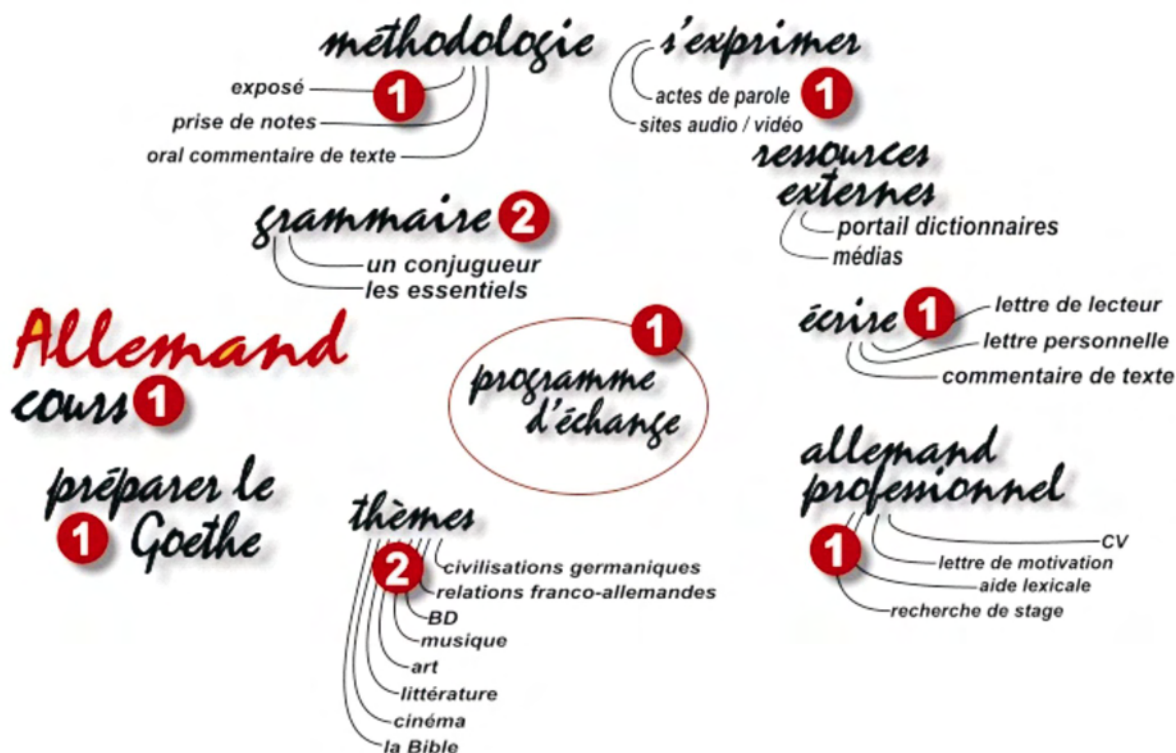 méthodologie
1
exposé
prise de notes
oral commentaire de texte
s'exprimer
actes de parole
1
sites audio / vidéo
ressources
externes
portail dictionnaires
médias
grammaire 2
un conjugueur
les essentiels
Allemand
cours 1
programme
d'échange
1
écrire 1
lettre de lecteur
lettre personnelle
commentaire de texte
préparer le
1 Goethe
thèmes
2
civilisations germaniques
relations franco-allemandes
BD
musique
art
littérature
cinéma
la Bible
allemand
professionnel
1
CV
lettre de motivation
aide lexicale
recherche de stage